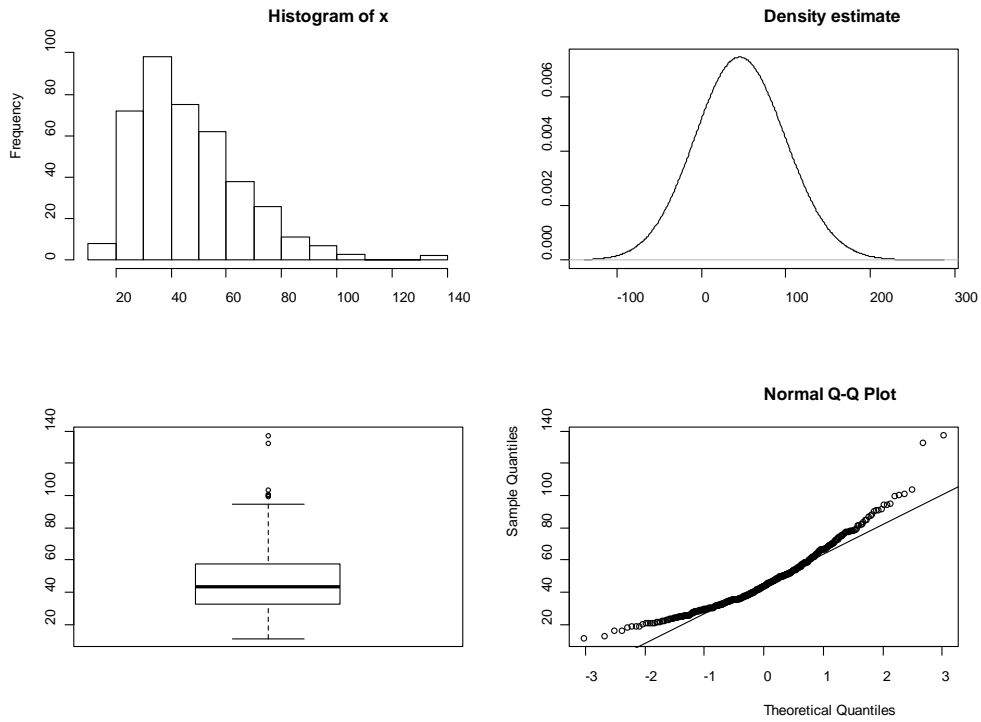 Histogram of x
Frequency
0 20 40 60 80 100
20 40 60 80 100 120 140
Density estimate
0.000 0.002 0.004 0.006
-100 0 100 200 300
20 40 60 80 100 140
Normal Q-Q Plot
Sample Quantiles
20 40 60 80 100 140
-3 -2 -1 0 1 2 3
Theoretical Quantiles